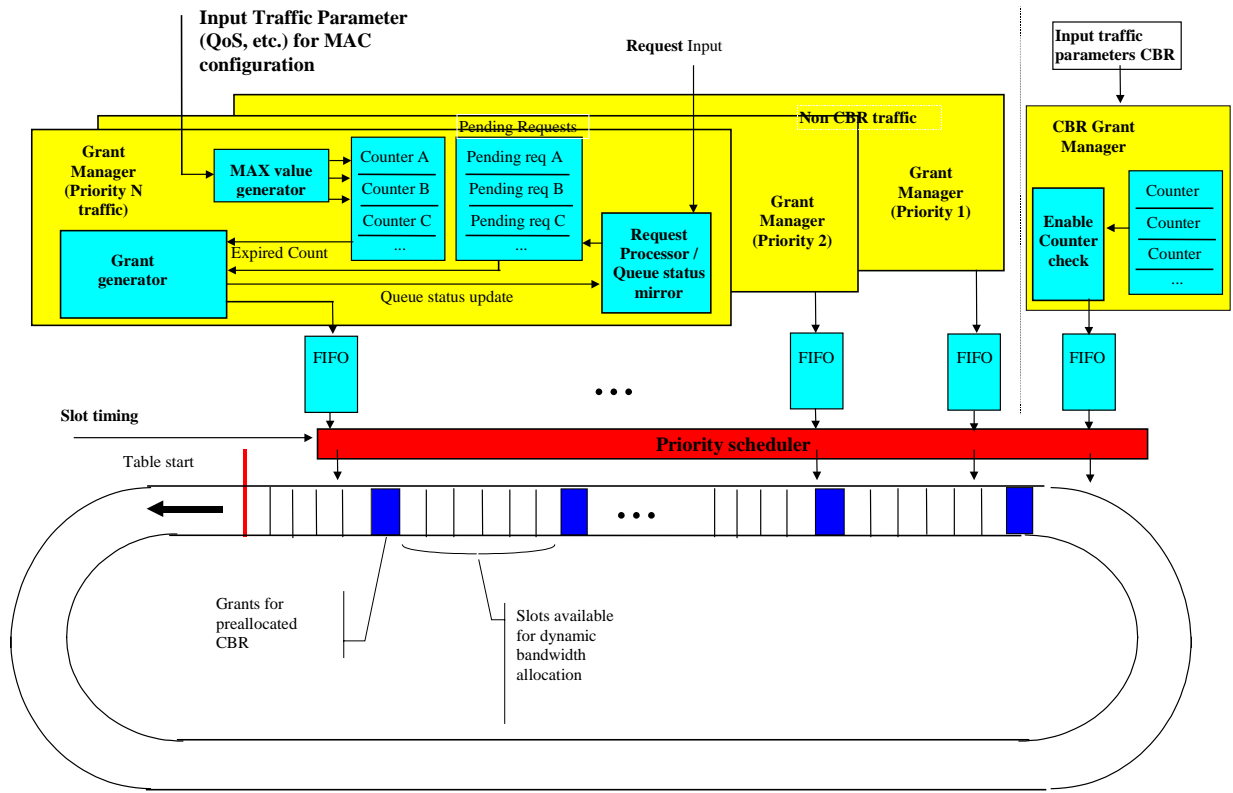 Input Traffic Parameter
(QoS, etc.) for MAC
configuration
Request Input
Input traffic
parameters CBR
Non CBR traffic
Pending Requests
Grant
Manager
(Priority N
traffic)
MAX value
generator
Counter A
Counter B
Counter C
...
Pending req A
Pending req B
Pending req C
...
Request
Processor /
Queue status
mirror
Grant
generator
Expired Count
Queue status update
Grant
Manager
(Priority 2)
Grant
Manager
(Priority 1)
CBR Grant
Manager
Enable
Counter
check
Counter
Counter
Counter
...
FIFO
...
FIFO
FIFO
FIFO
Slot timing
Priority scheduler
Table start
...
Grants for
preallocated
CBR
Slots available
for dynamic
bandwidth
allocation